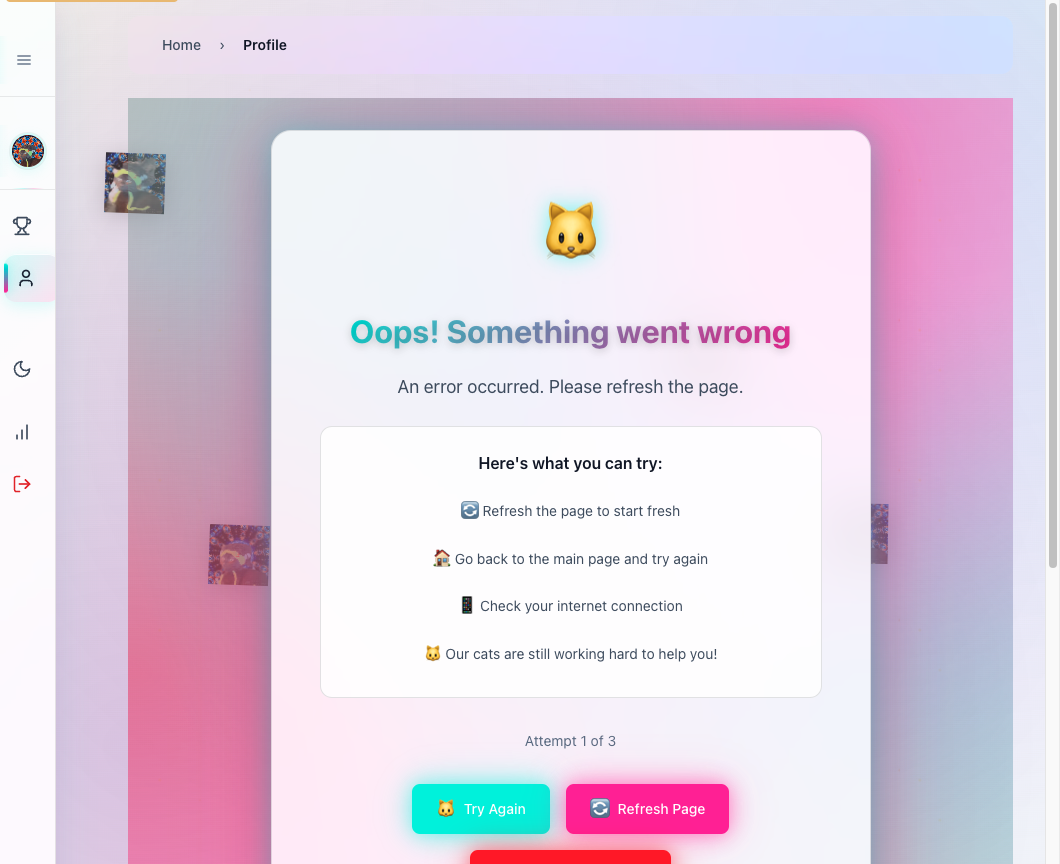 Home › Profile
Oops! Something went wrong
An error occurred. Please refresh the page.
Here's what you can try:
🔄 Refresh the page to start fresh
🏠 Go back to the main page and try again
📱 Check your internet connection
🐱 Our cats are still working hard to help you!
Attempt 1 of 3
🐱 Try Again
🔄 Refresh Page